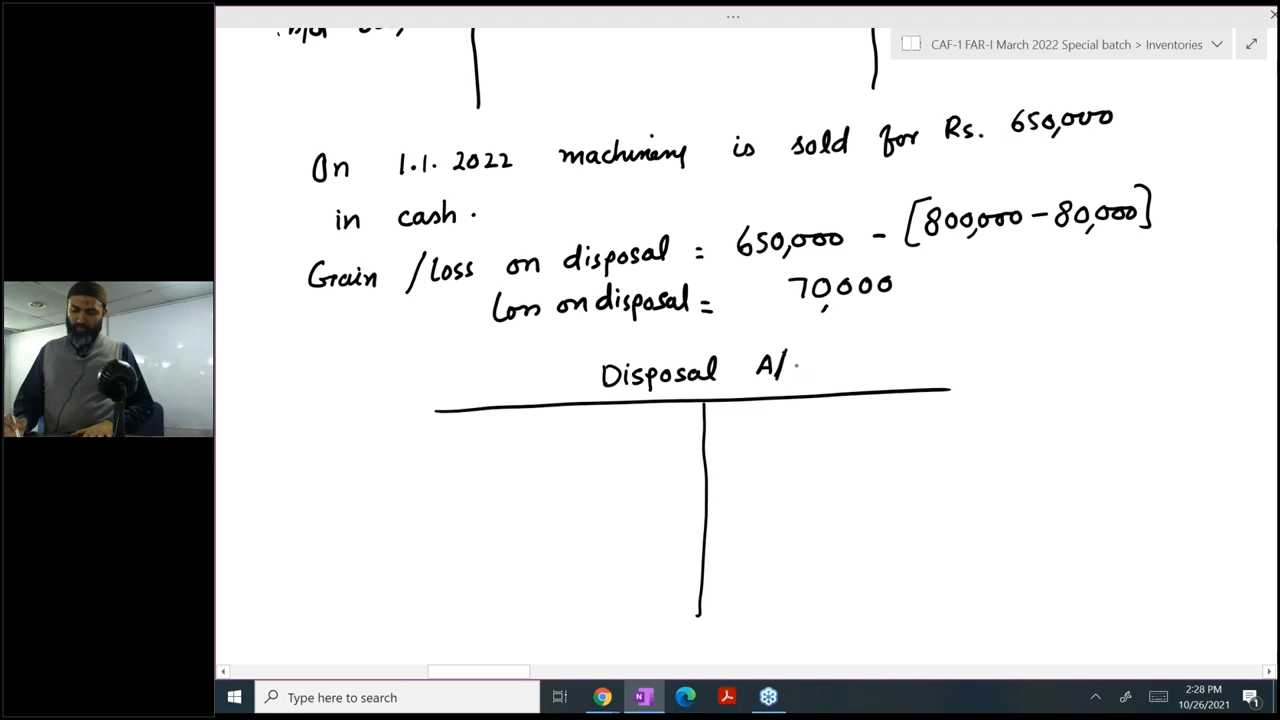 CAF-1 FAR-I March 2022 Special batch > Inventories
On 1.1.2022 machinery is sold for Rs. 650,000
in cash.
Grain /loss on disposal = 650,000 - [800,000 - 80,000]
Loss on disposal = 70,000
Disposal A/
Type here to search
2:28 PM
10/26/2021